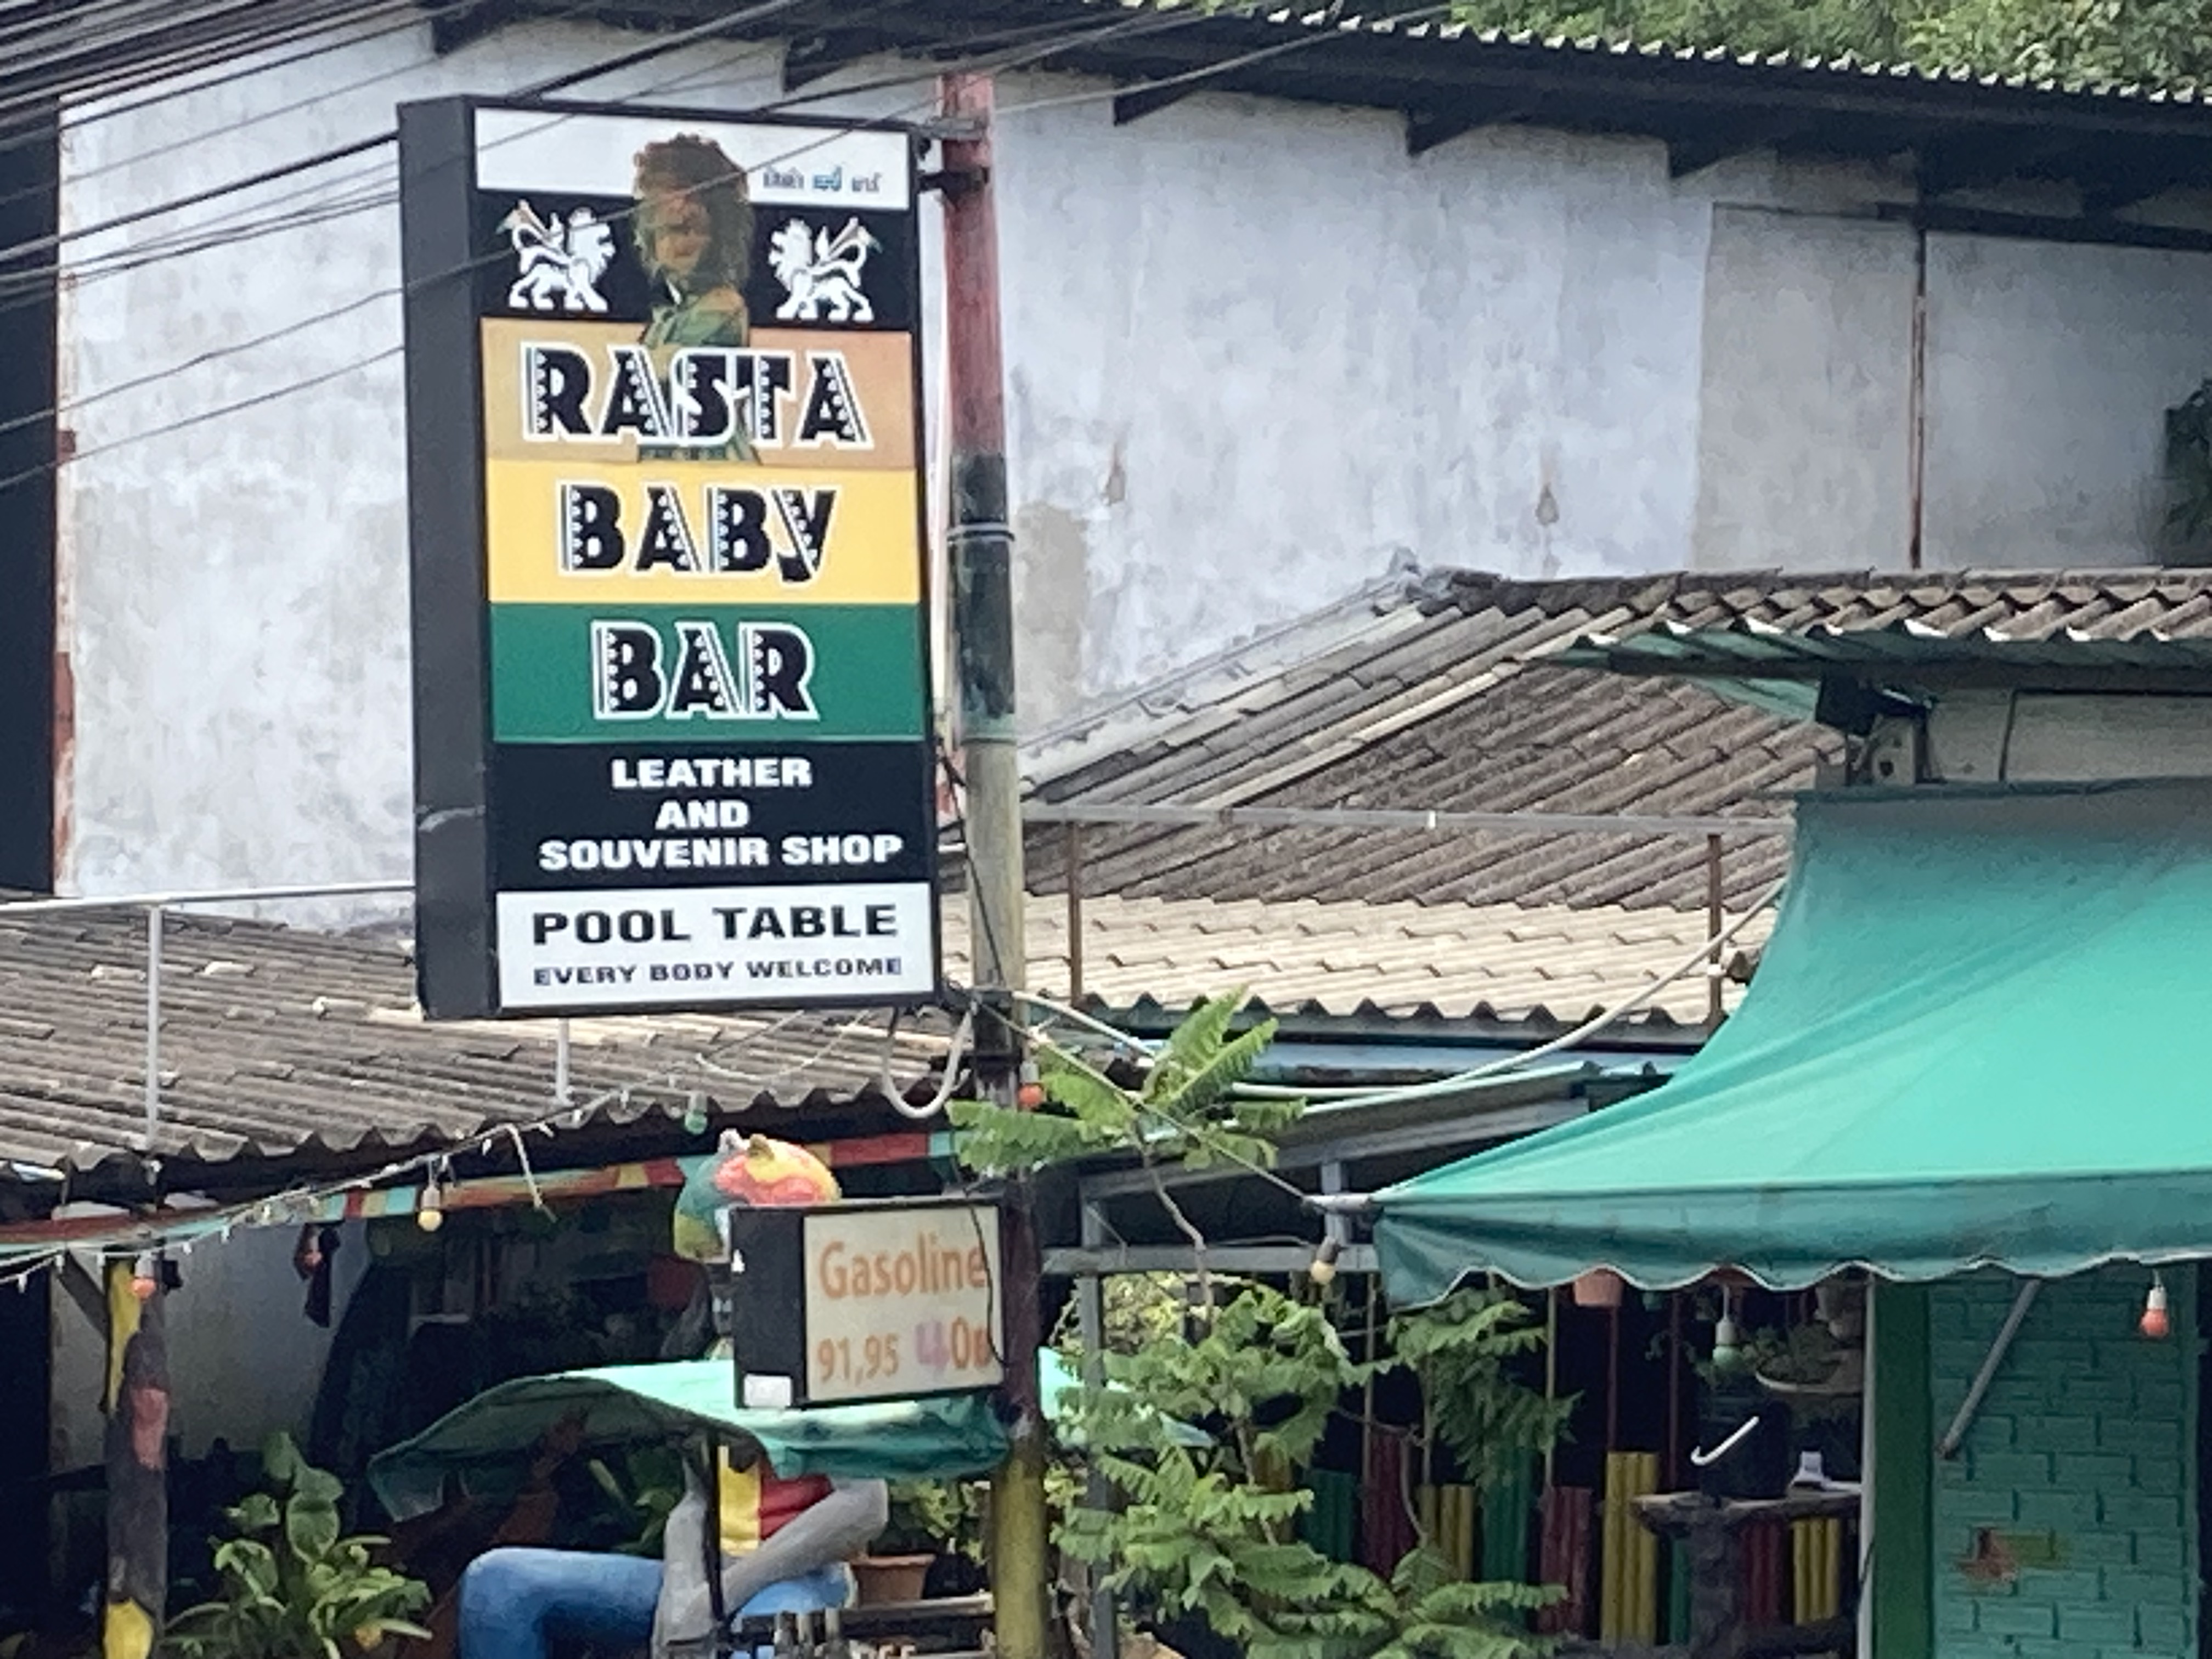 RASTA
BABY
BAR
LEATHER
AND
SOUVENIR SHOP
POOL TABLE
EVERY BODY WELCOME
Gasoline
91,95